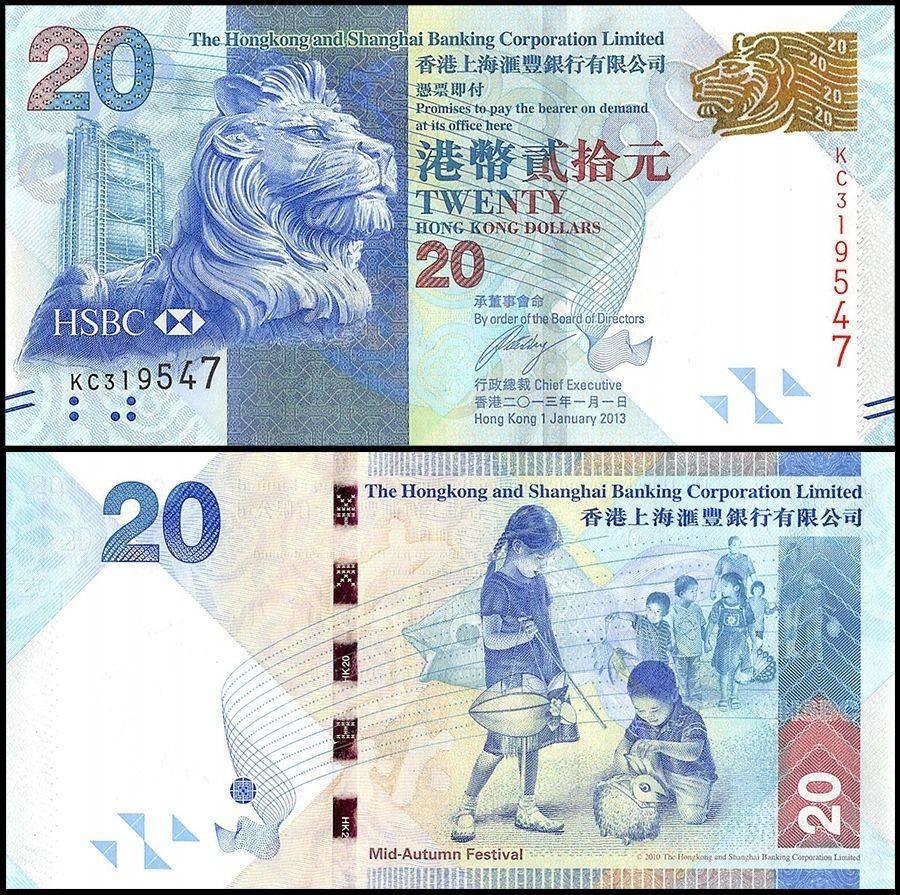 20
The Hongkong and Shanghai Banking Corporation Limited
香港上海滙豐銀行有限公司
憑票即付
Promises to pay the bearer on demand
at its office here
港幣貳拾元
TWENTY
HONG KONG DOLLARS
20
承董事會命
By order of the Board of Directors
行政總裁 Chief Executive
香港二〇一三年一月一日
Hong Kong 1 January 2013
HSBC
KC319547
20
20
20
20
KC319547
20
The Hongkong and Shanghai Banking Corporation Limited
香港上海滙豐銀行有限公司
HK20
20
Mid-Autumn Festival
© 2010 The Hongkong and Shanghai Banking Corporation Limited